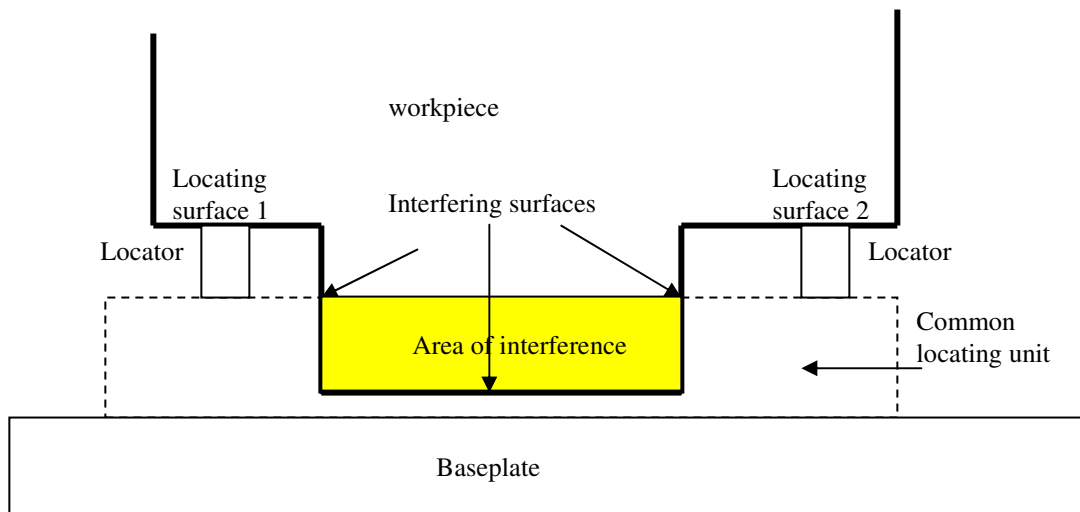 workpiece
Locating
surface 1
Interfering surfaces
Locating
surface 2
Locator
Locator
Common
locating unit
Area of interference
Baseplate